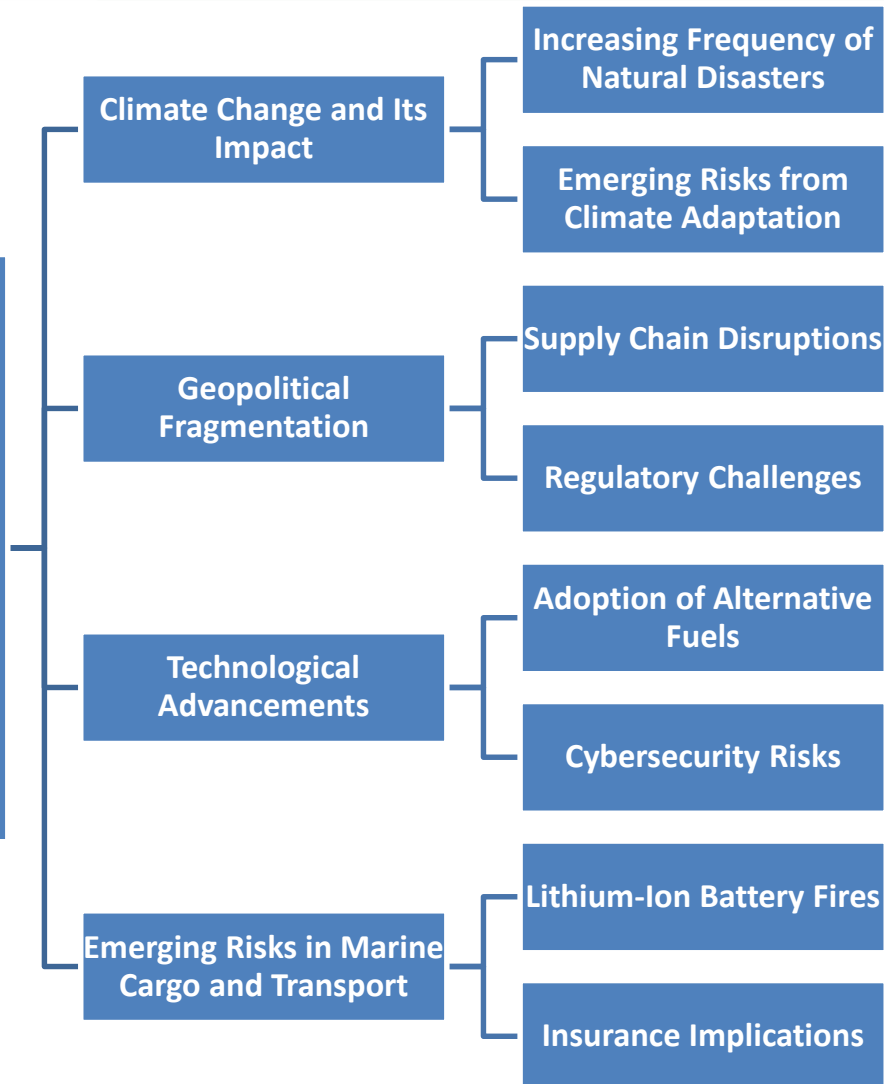 Climate Change and Its
Impact
Increasing Frequency of
Natural Disasters
Emerging Risks from
Climate Adaptation
Geopolitical
Fragmentation
Supply Chain Disruptions
Regulatory Challenges
Technological
Advancements
Adoption of Alternative
Fuels
Cybersecurity Risks
Emerging Risks in Marine
Cargo and Transport
Lithium-Ion Battery Fires
Insurance Implications